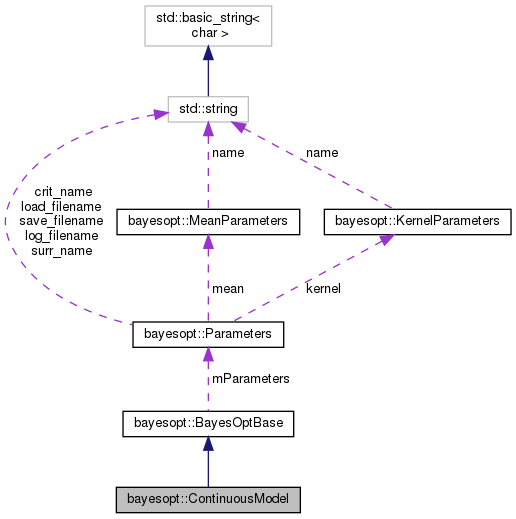 std::basic_string<
char >
std::string
name
name
crit_name
load_filename
save_filename
log_filename
surr_name
bayesopt::MeanParameters
bayesopt::KernelParameters
mean
kernel
bayesopt::Parameters
mParameters
bayesopt::BayesOptBase
bayesopt::ContinuousModel